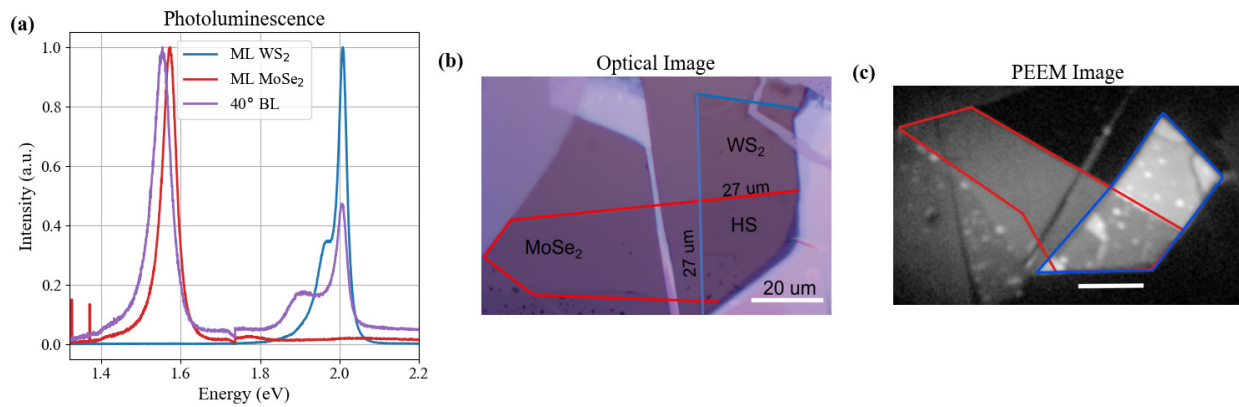 (a)
Photoluminescence
Intensity (a.u.)
1.0
0.8
0.6
0.4
0.2
0.0
ML WS₂
ML MoSe₂
40° BL
1.4 1.6 1.8 2.0 2.2
Energy (eV)
(b)
Optical Image
WS₂
27 um
HS
27 um
MoSe₂
20 um
(c)
PEEM Image